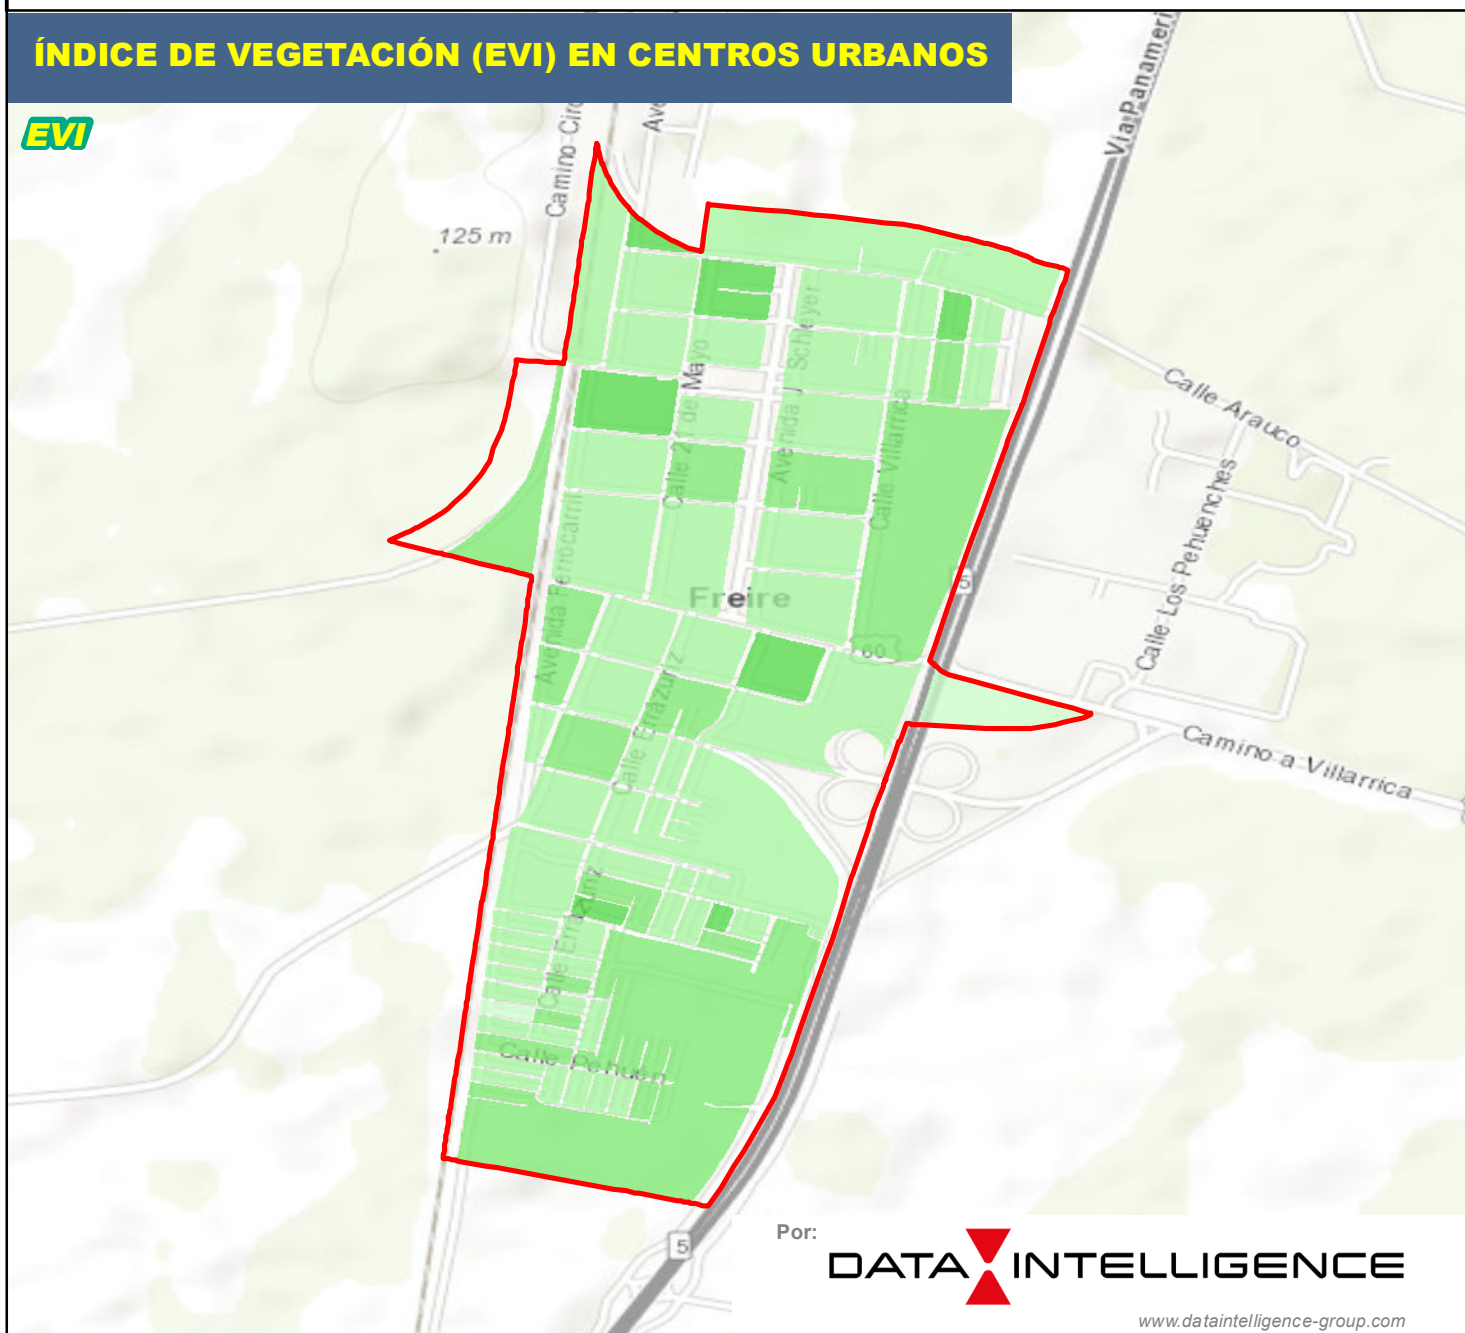 ÍNDICE DE VEGETACIÓN (EVI) EN CENTROS URBANOS
EVI
Camino Circ
Ave
Vía Panameri
125 m
Calle 21 de Mayo
Avenida J Schleyer
Calle Villarrica
Calle Arauco
Calle Los Pehuenches
Avenida Ferrocarril
Freire
5
60
Calle Errázuriz
Camino a Villarrica
Calle Errázuriz
Calle Pehuén
5
Por:
DATA INTELLIGENCE
www.dataintelligence-group.com